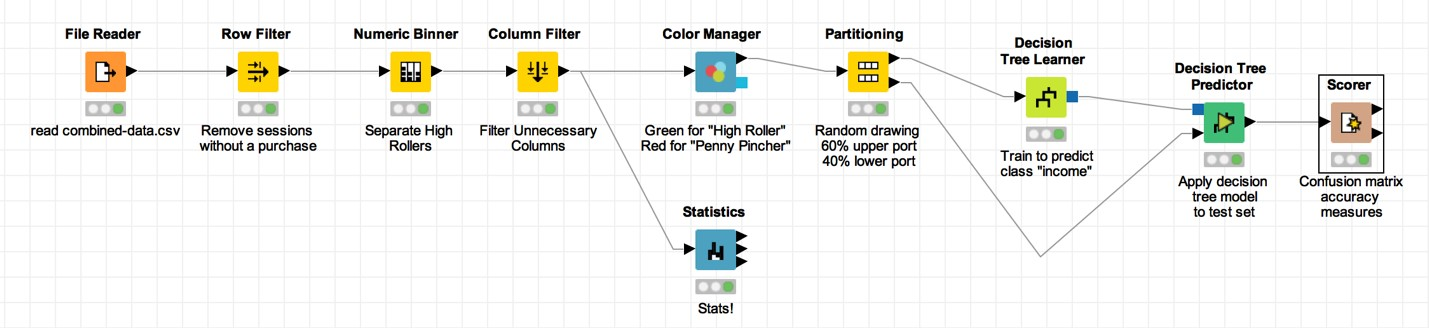 File Reader
read combined-data.csv
Row Filter
Remove sessions
without a purchase
Numeric Binner
Separate High
Rollers
Column Filter
Filter Unnecessary
Columns
Color Manager
Green for "High Roller"
Red for "Penny Pincher"
Partitioning
Random drawing
60% upper port
40% lower port
Decision
Tree Learner
Train to predict
class "income"
Decision Tree
Predictor
Apply decision
tree model
to test set
Scorer
Confusion matrix
accuracy
measures
Statistics
Stats!